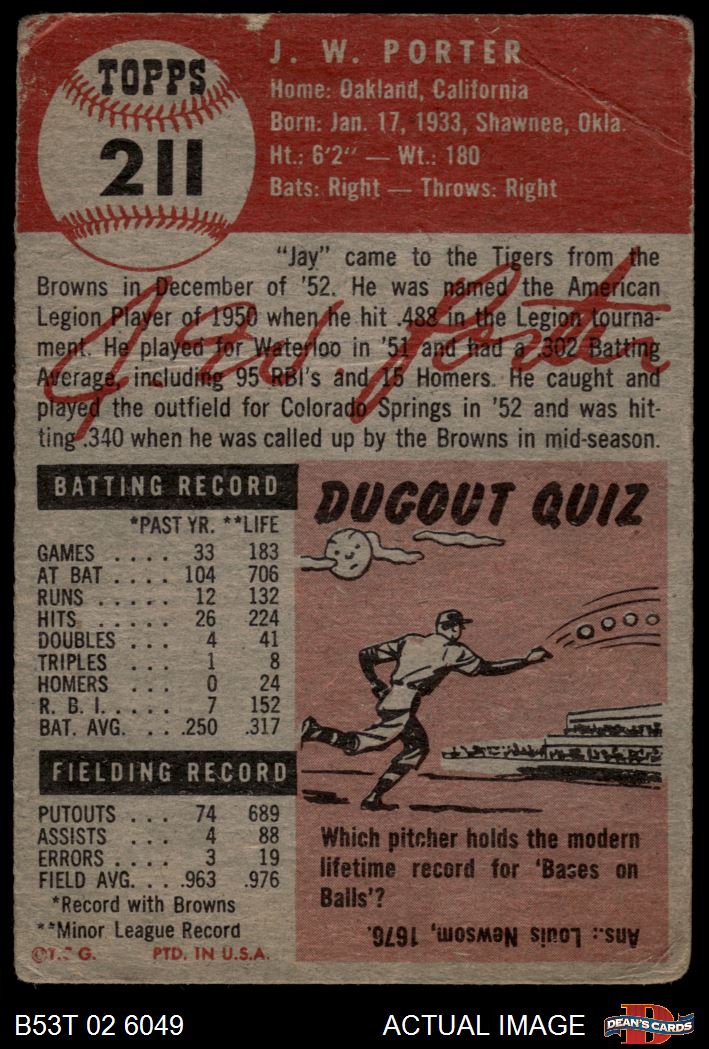 TOPPS
211
J. W. PORTER
Home: Oakland, California
Born: Jan. 17, 1933, Shawnee, Okla.
Ht.: 6'2" — Wt.: 180
Bats: Right — Throws: Right
"Jay" came to the Tigers from the
Browns in December of '52. He was named the American
Legion Player of 1950 when he hit .488 in the Legion tourna-
ment. He played for Waterloo in '51 and had a .302 Batting
Average, including 95 RBI's and 15 Homers. He caught and
played the outfield for Colorado Springs in '52 and was hit-
ting .340 when he was called up by the Browns in mid-season.
J. W. Porter
BATTING RECORD
*PAST YR. **LIFE
GAMES .... 33 183
AT BAT .... 104 706
RUNS ..... 12 132
HITS ..... 26 224
DOUBLES .. 4 41
TRIPLES ... 1 8
HOMERS ... 0 24
R. B. I. .... 7 152
BAT. AVG. ... .250 .317
FIELDING RECORD
PUTOUTS ... 74 689
ASSISTS ... 4 88
ERRORS .... 3 19
FIELD AVG. ... .963 .976
*Record with Browns
**Minor League Record
©T.C.G. PTD. IN U.S.A.
DUGOUT QUIZ
Which pitcher holds the modern
lifetime record for 'Bases on
Balls'?
Ans.: Louis Newsom, 1676.
B53T 02 6049
ACTUAL IMAGE
D
DEAN'S CARDS